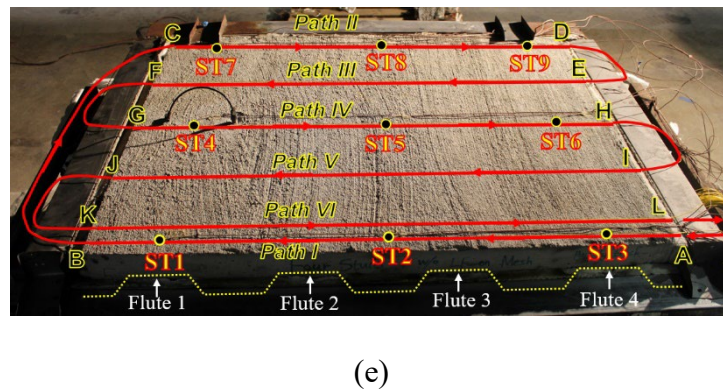 Path II
C D
ST7 ST8 ST9
F Path III E
G Path IV H
ST4 ST5 ST6
J Path V I
K Path VI L
B Path I A
ST1 ST2 ST3
Flute 1 Flute 2 Flute 3 Flute 4
(e)